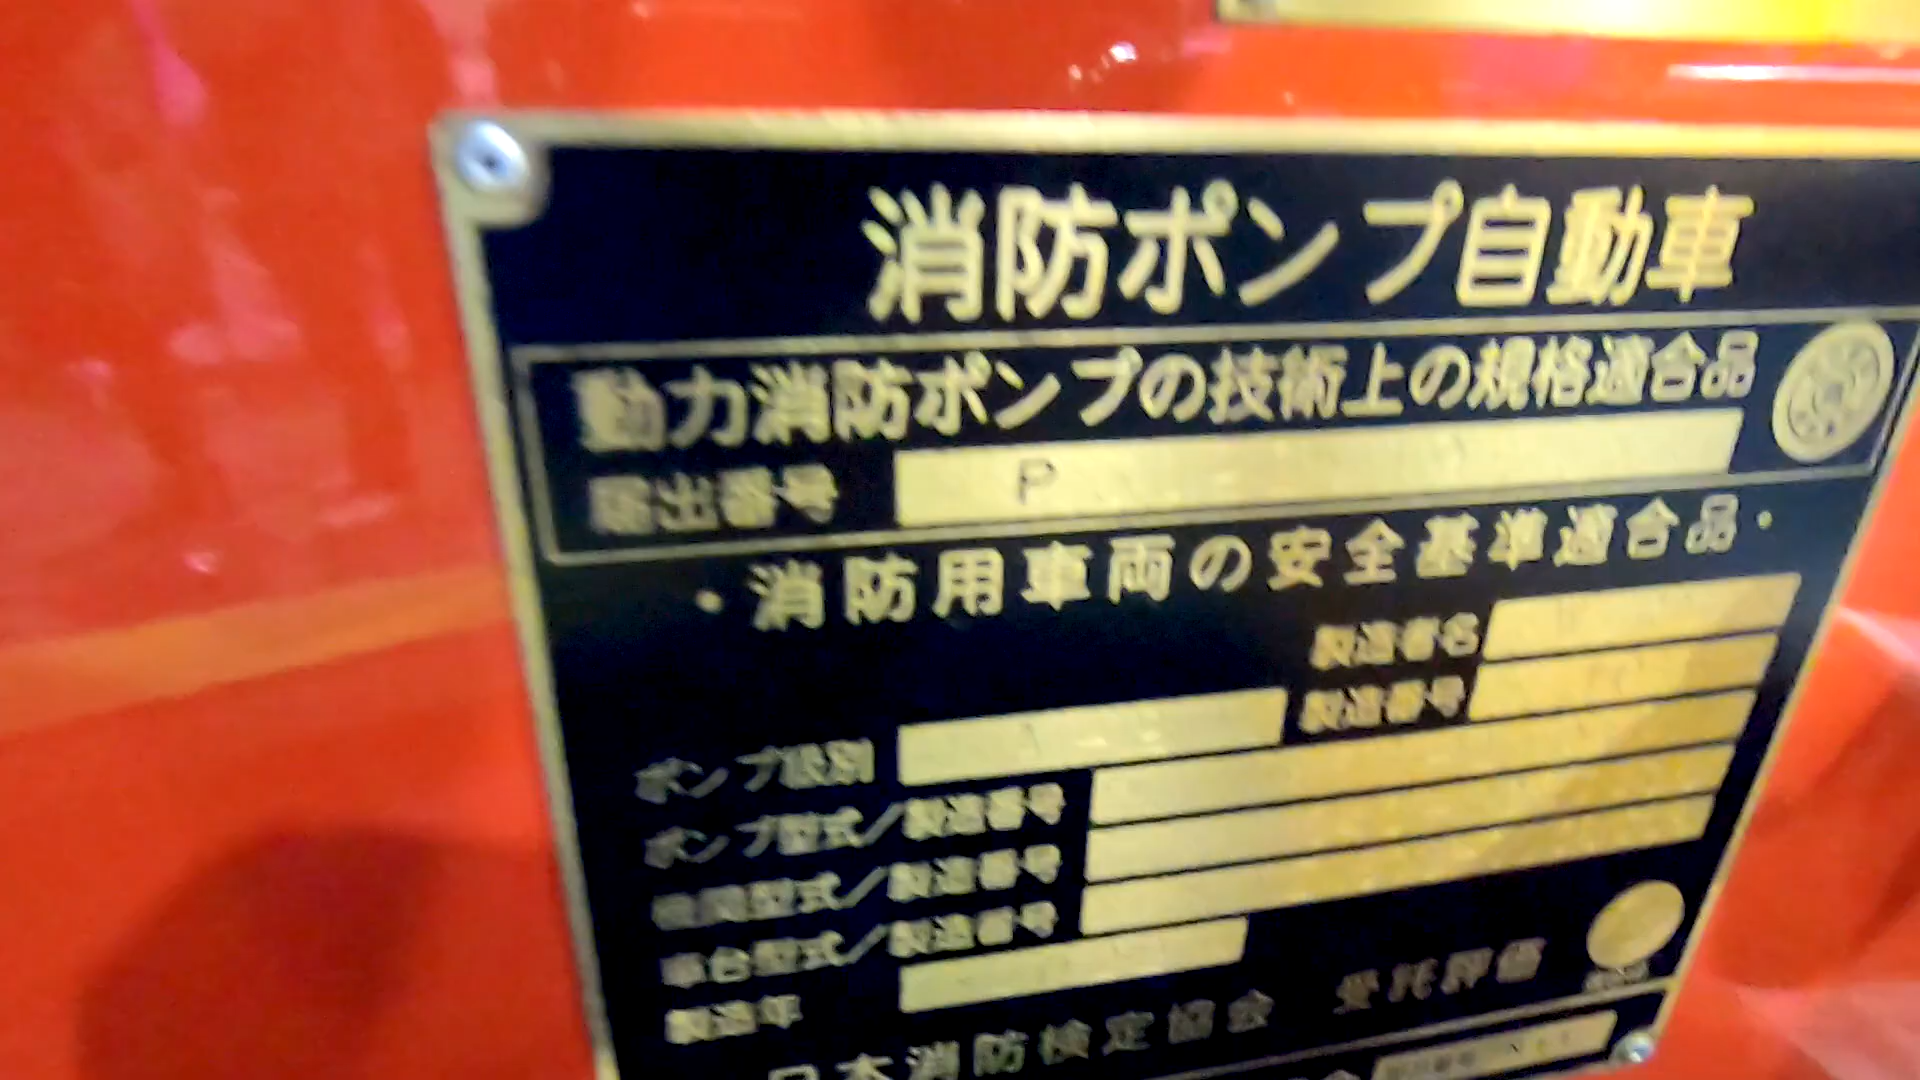 消防ポンプ自動車
動力消防ポンプの技術上の規格適合品
届出番号 P
・消防用車両の安全基準適合品・
製造者名
製造番号
ポンプ級別
ポンプ型式／製造番号
機関型式／製造番号
車台型式／製造番号
製造年
日本消防検定協会 受託評価